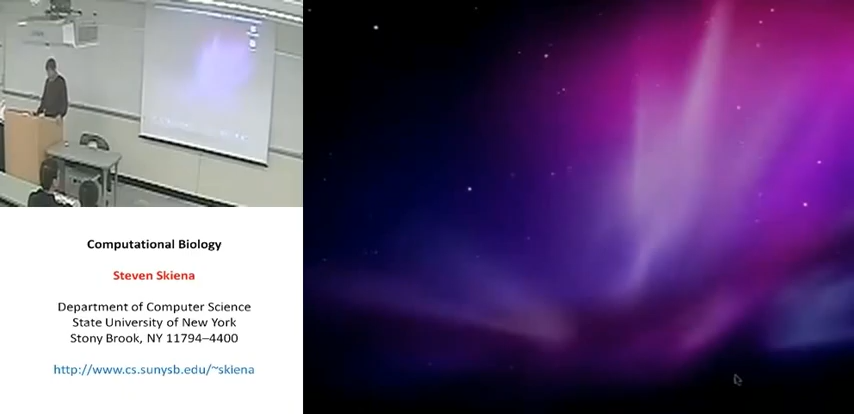 Computational Biology
Steven Skiena
Department of Computer Science
State University of New York
Stony Brook, NY 11794–4400
http://www.cs.sunysb.edu/~skiena